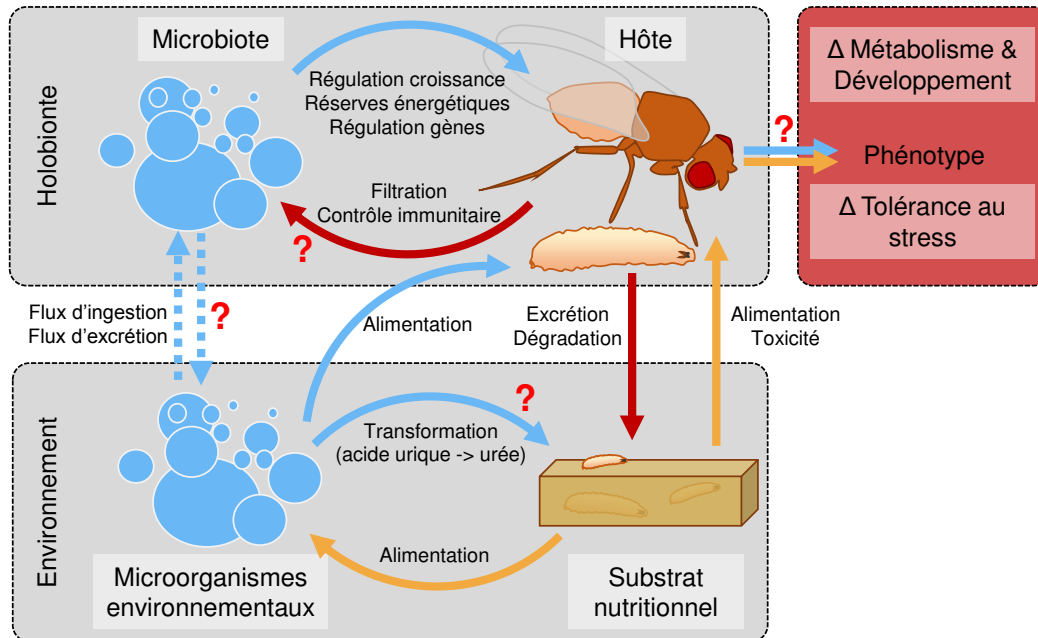 Holobionte
Microbiote
Hôte
Régulation croissance
Réserves énergétiques
Régulation gènes
Filtration
Contrôle immunitaire
?
?
Δ Métabolisme &
Développement
Phénotype
Δ Tolérance au
stress
Flux d'ingestion
Flux d'excrétion
?
Alimentation
Excrétion
Dégradation
Alimentation
Toxicité
Environnement
?
Transformation
(acide urique -> urée)
Alimentation
Microorganismes
environnementaux
Substrat
nutritionnel